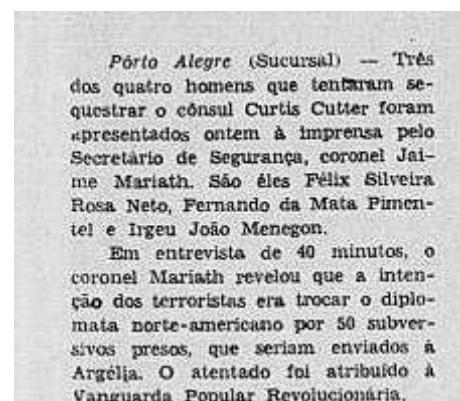 Pôrto Alegre (Sucursal) — Três
dos quatro homens que tentaram se-
questrar o cônsul Curtis Cutter foram
apresentados ontem à imprensa pelo
Secretário de Segurança, coronel Jai-
me Mariath. São êles Félix Silveira
Rosa Neto, Fernando da Mata Pimen-
tel e Irgeu João Menegon.
Em entrevista de 40 minutos, o
coronel Mariath revelou que a inten-
ção dos terroristas era trocar o diplo-
mata norte-americano por 50 subver-
sivos presos, que seriam enviados à
Argélia. O atentado foi atribuído à
Vanguarda Popular Revolucionária.